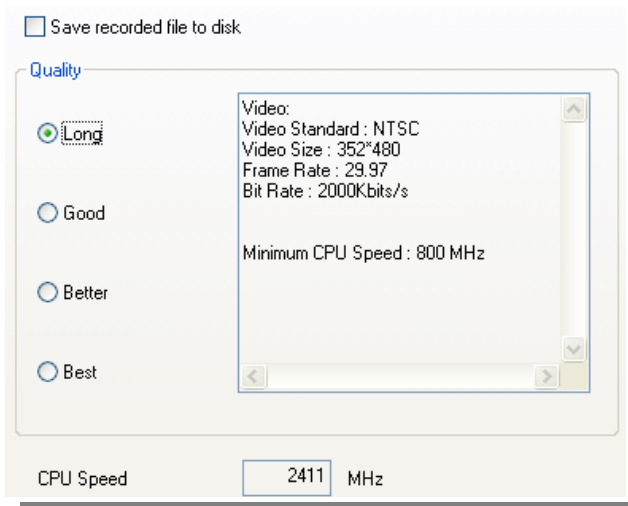 Save recorded file to disk
Quality
Long
Good
Better
Best
Video:
Video Standard : NTSC
Video Size : 352*480
Frame Rate : 29.97
Bit Rate : 2000Kbits/s
Minimum CPU Speed : 800 MHz
CPU Speed 2411 MHz